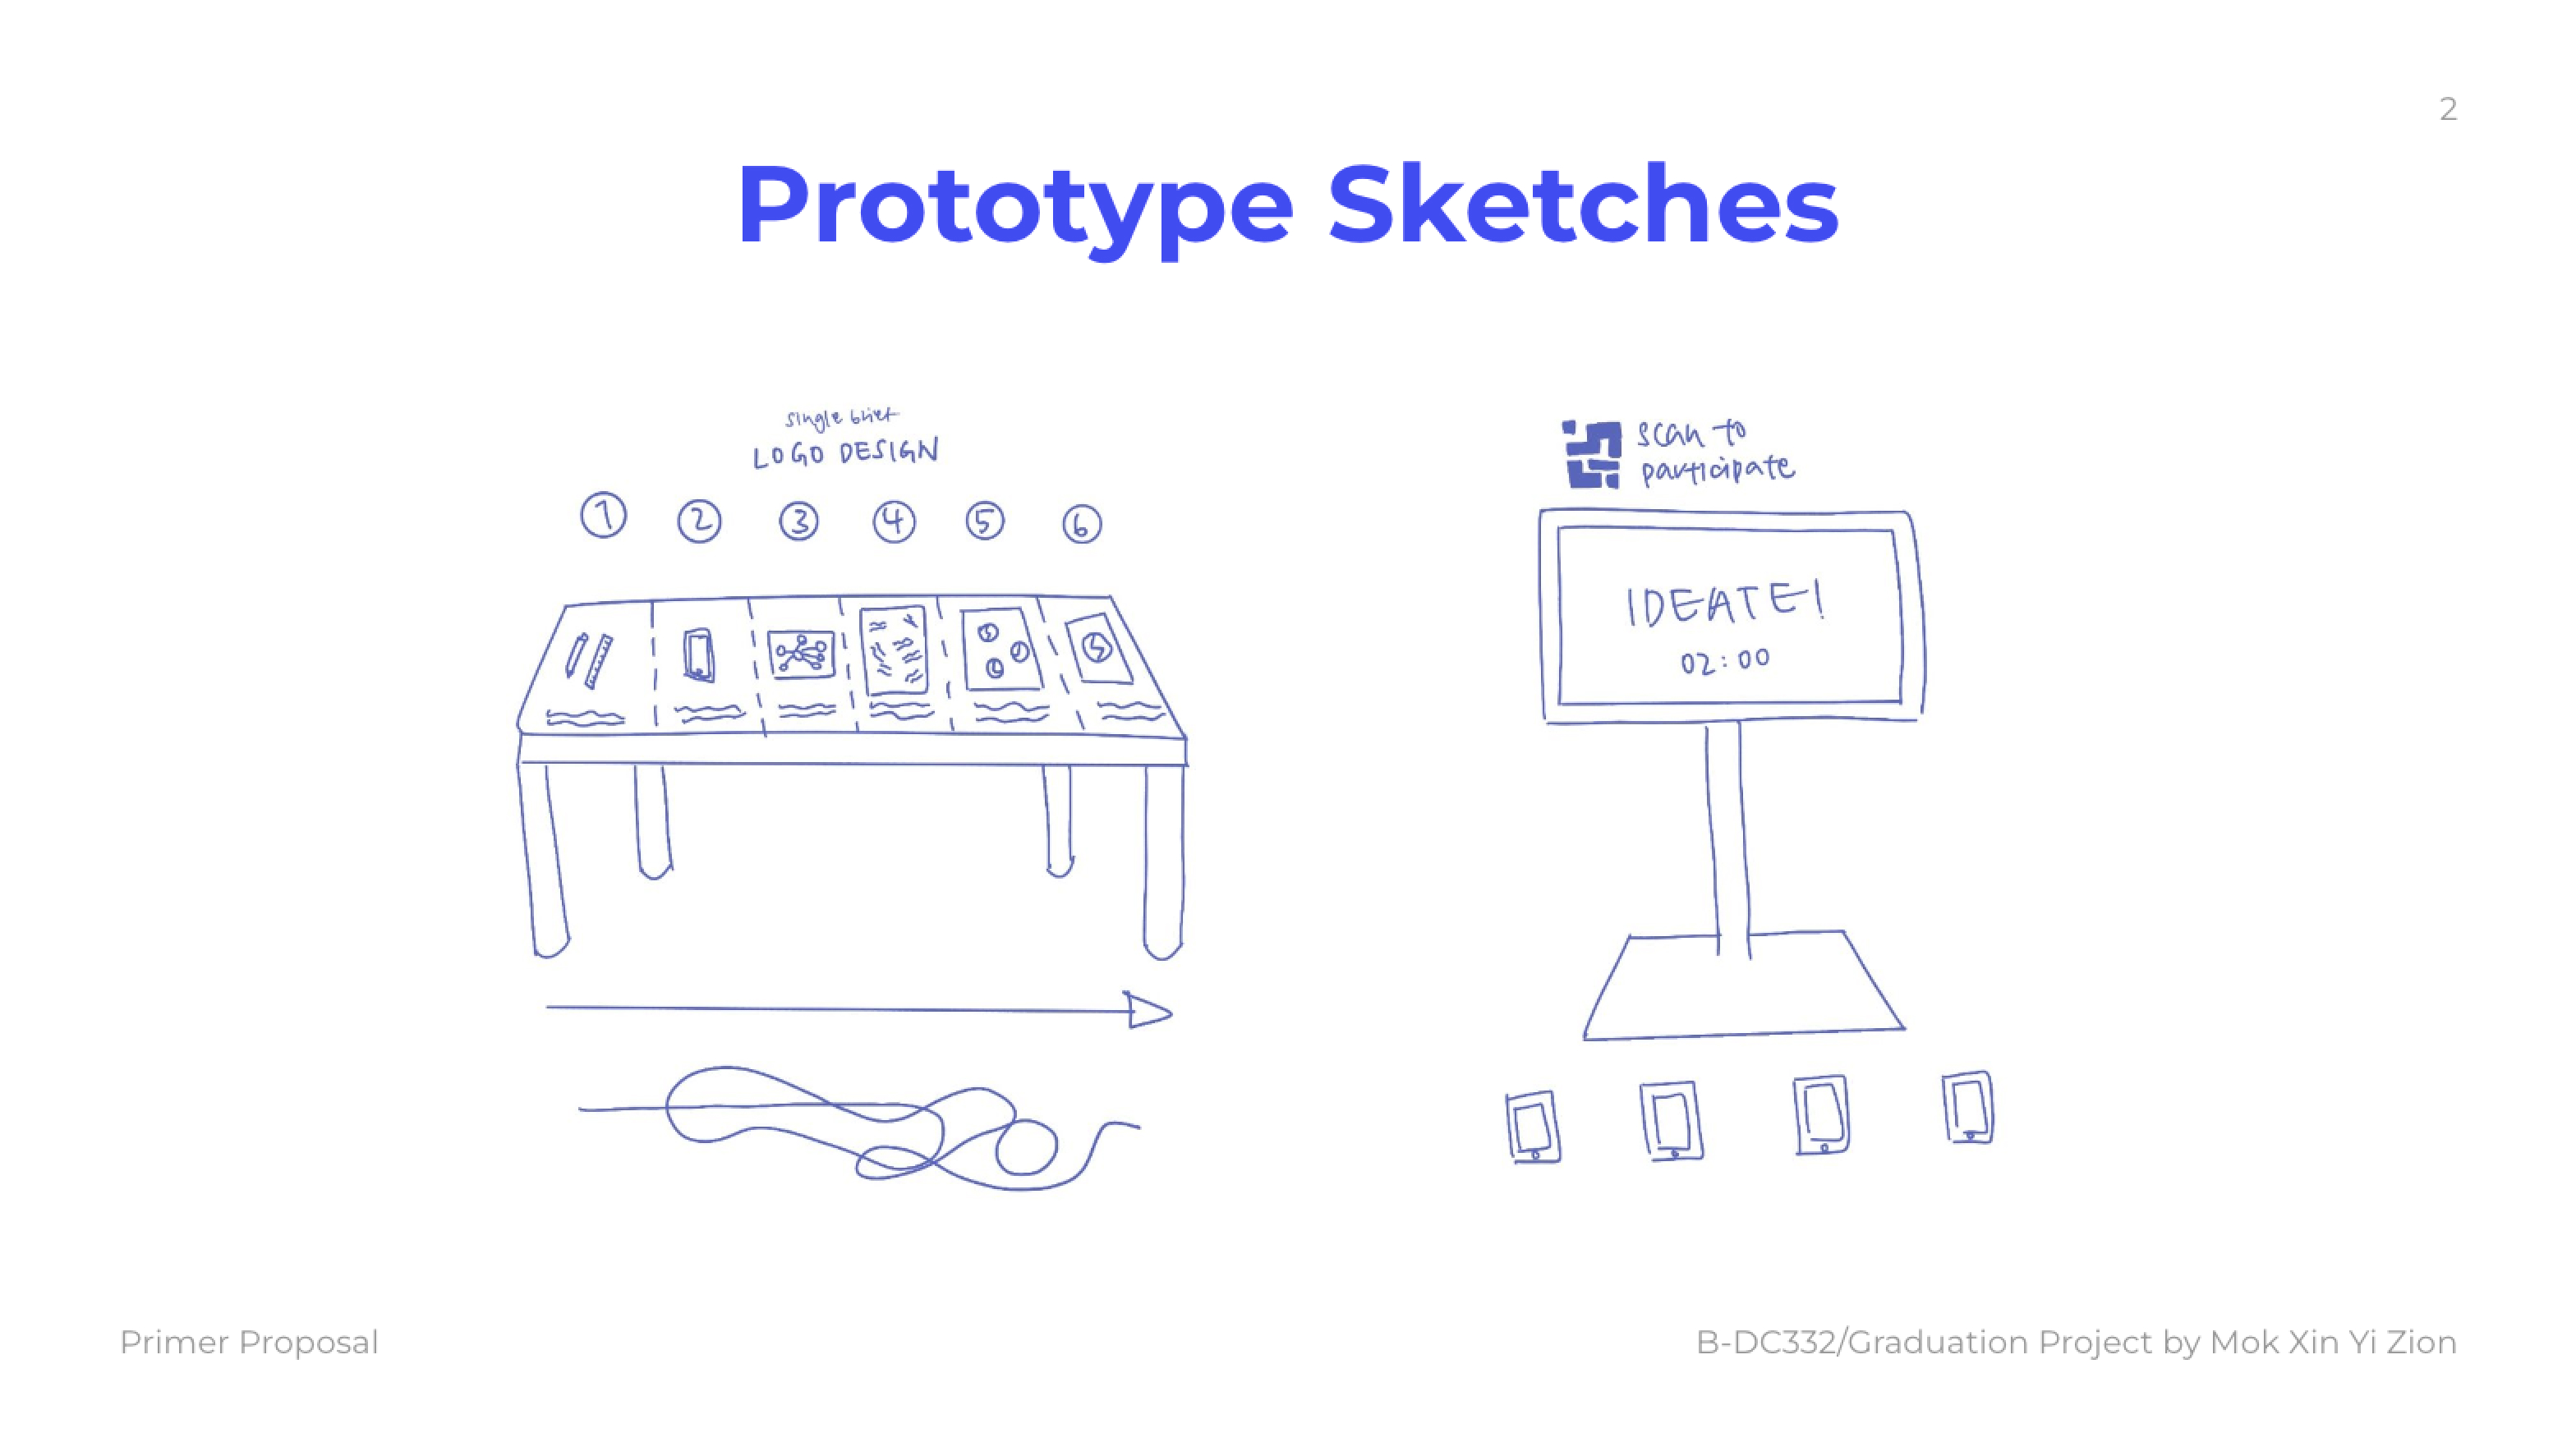 2
Prototype Sketches
single brief
LOGO DESIGN
1 2 3 4 5 6
scan to
participate
IDEATE!
02:00
Primer Proposal
B-DC332/Graduation Project by Mok Xin Yi Zion